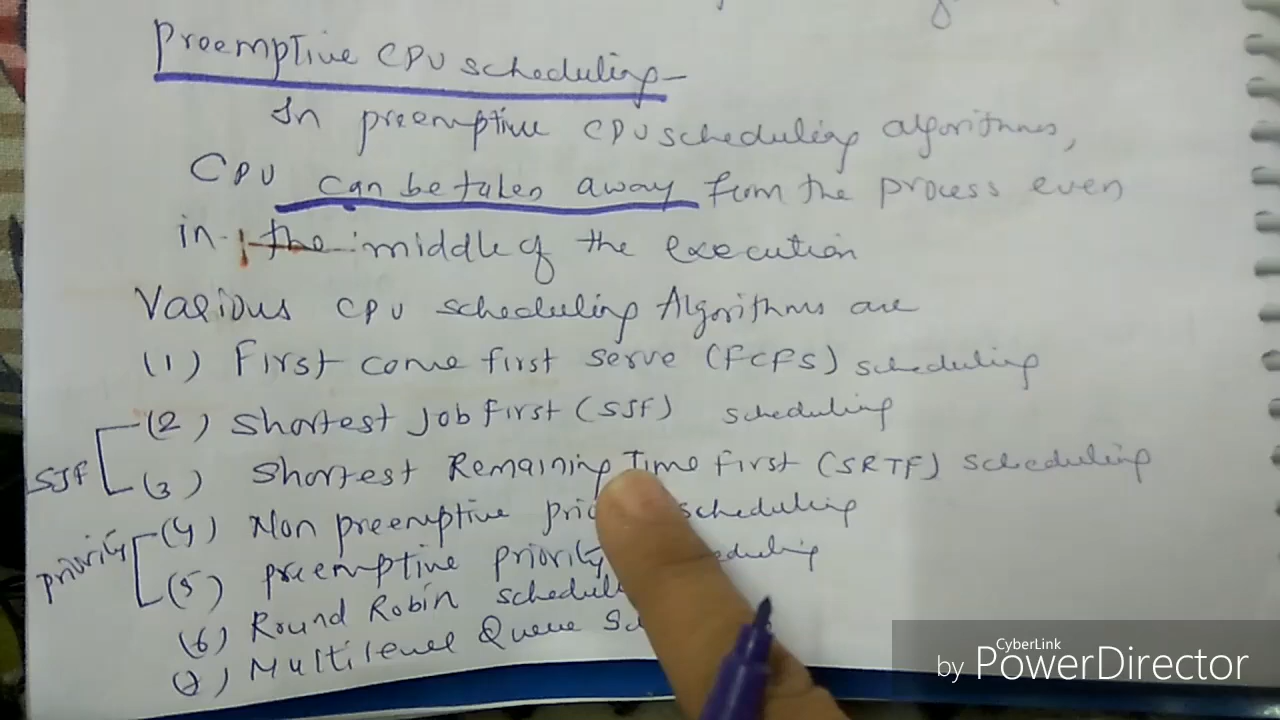 Preemptive CPU scheduling -
In preemptive CPU scheduling algorithms,
CPU can be taken away from the process even
in the middle of the execution
Various CPU scheduling Algorithms are
(1) First come first serve (FCFS) scheduling
(2) Shortest Job First (SJF) scheduling
SJF
(3) Shortest Remaining Time First (SRTF) scheduling
(4) Non preemptive scheduling
priority
(5) preemptive priority
(6) Round Robin
(7) Multilevel Queue
CyberLink
by PowerDirector